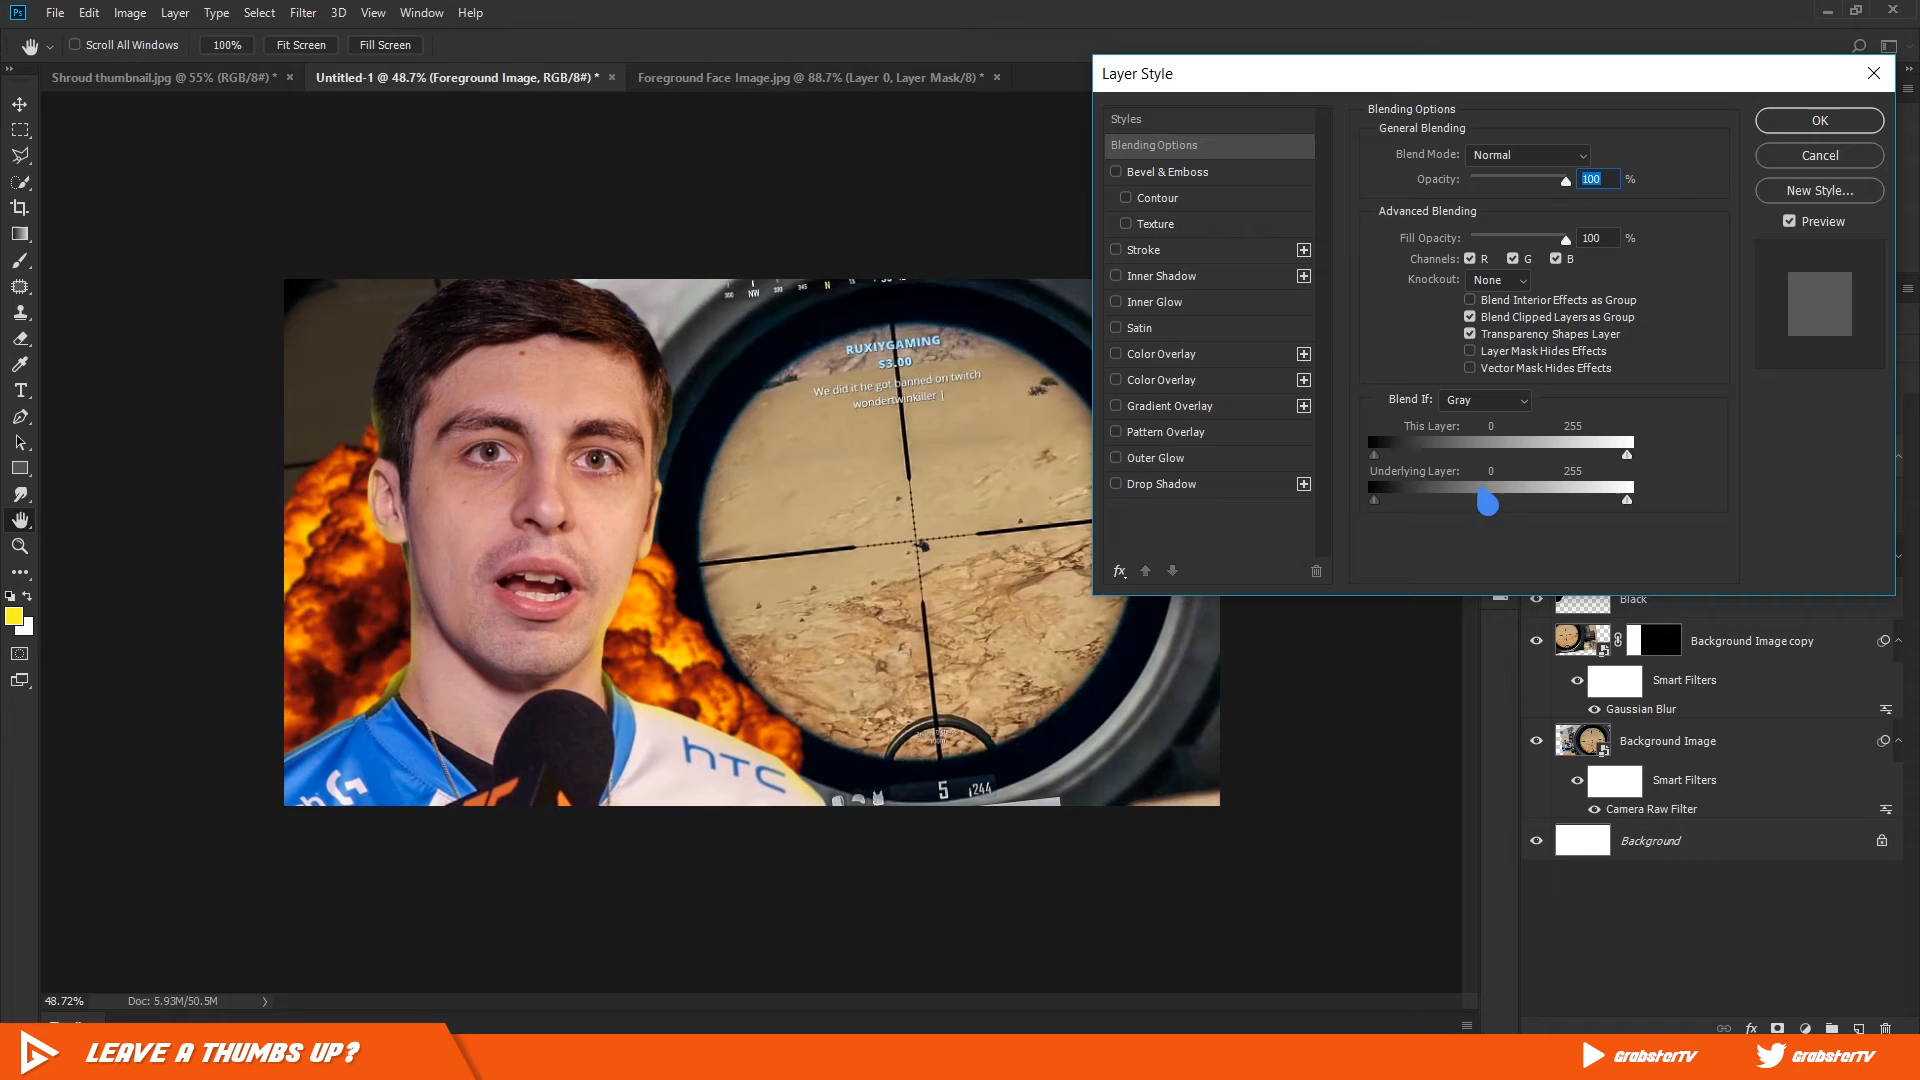 Ps File Edit Image Layer Type Select Filter 3D View Window Help
Scroll All Windows 100% Fit Screen Fill Screen
Shroud thumbnail.jpg @ 55% (RGB/8#) *
Untitled-1 @ 48.7% (Foreground Image, RGB/8#) *
Foreground Face Image.jpg @ 88.7% (Layer 0, Layer Mask/8) *
Layer Style
Styles
Blending Options
Bevel & Emboss
Contour
Texture
Stroke
Inner Shadow
Inner Glow
Satin
Color Overlay
Color Overlay
Gradient Overlay
Pattern Overlay
Outer Glow
Drop Shadow
fx
Blending Options
General Blending
Blend Mode: Normal
Opacity: 100 %
Advanced Blending
Fill Opacity: 100 %
Channels: R G B
Knockout: None
Blend Interior Effects as Group
Blend Clipped Layers as Group
Transparency Shapes Layer
Layer Mask Hides Effects
Vector Mask Hides Effects
Blend If: Gray
This Layer: 0 255
Underlying Layer: 0 255
OK
Cancel
New Style...
Preview
NW
N
RUXIYGAMING
$3.00
We did it he got banned on twitch
wondertwinkiller
hTC
5
244
Black
Background Image copy
Smart Filters
Gaussian Blur
Background Image
Smart Filters
Camera Raw Filter
Background
48.72% Doc: 5.93M/50.5M
fx
LEAVE A THUMBS UP?
GrabsterTV
GrabsterTV